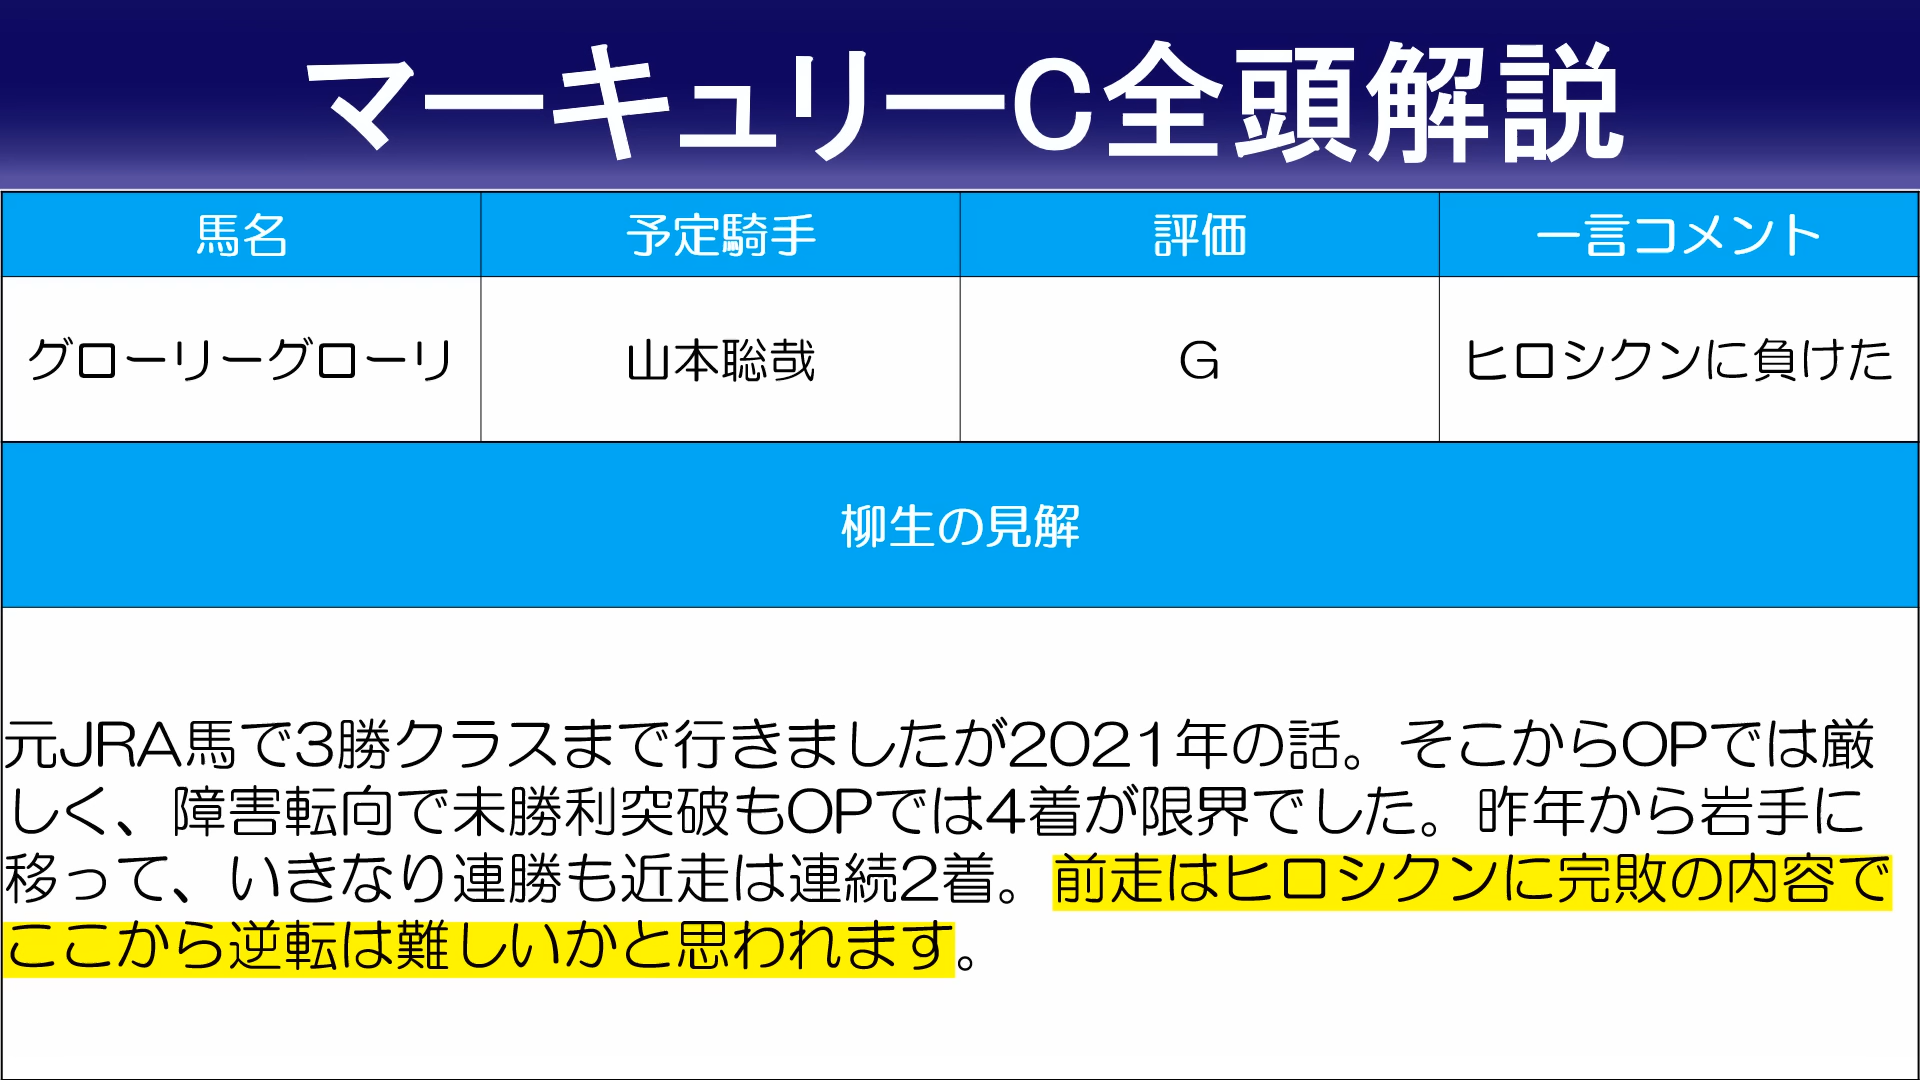 マーキュリーC全頭解説
馬名 予定騎手 評価 一言コメント
グローリーグローリ 山本聡哉 G ヒロシクンに負けた
柳生の見解
元JRA馬で3勝クラスまで行きましたが2021年の話。そこからOPでは厳
しく、障害転向で未勝利突破もOPでは4着が限界でした。昨年から岩手に
移って、いきなり連勝も近走は連続2着。前走はヒロシクンに完敗の内容で
ここから逆転は難しいかと思われます。